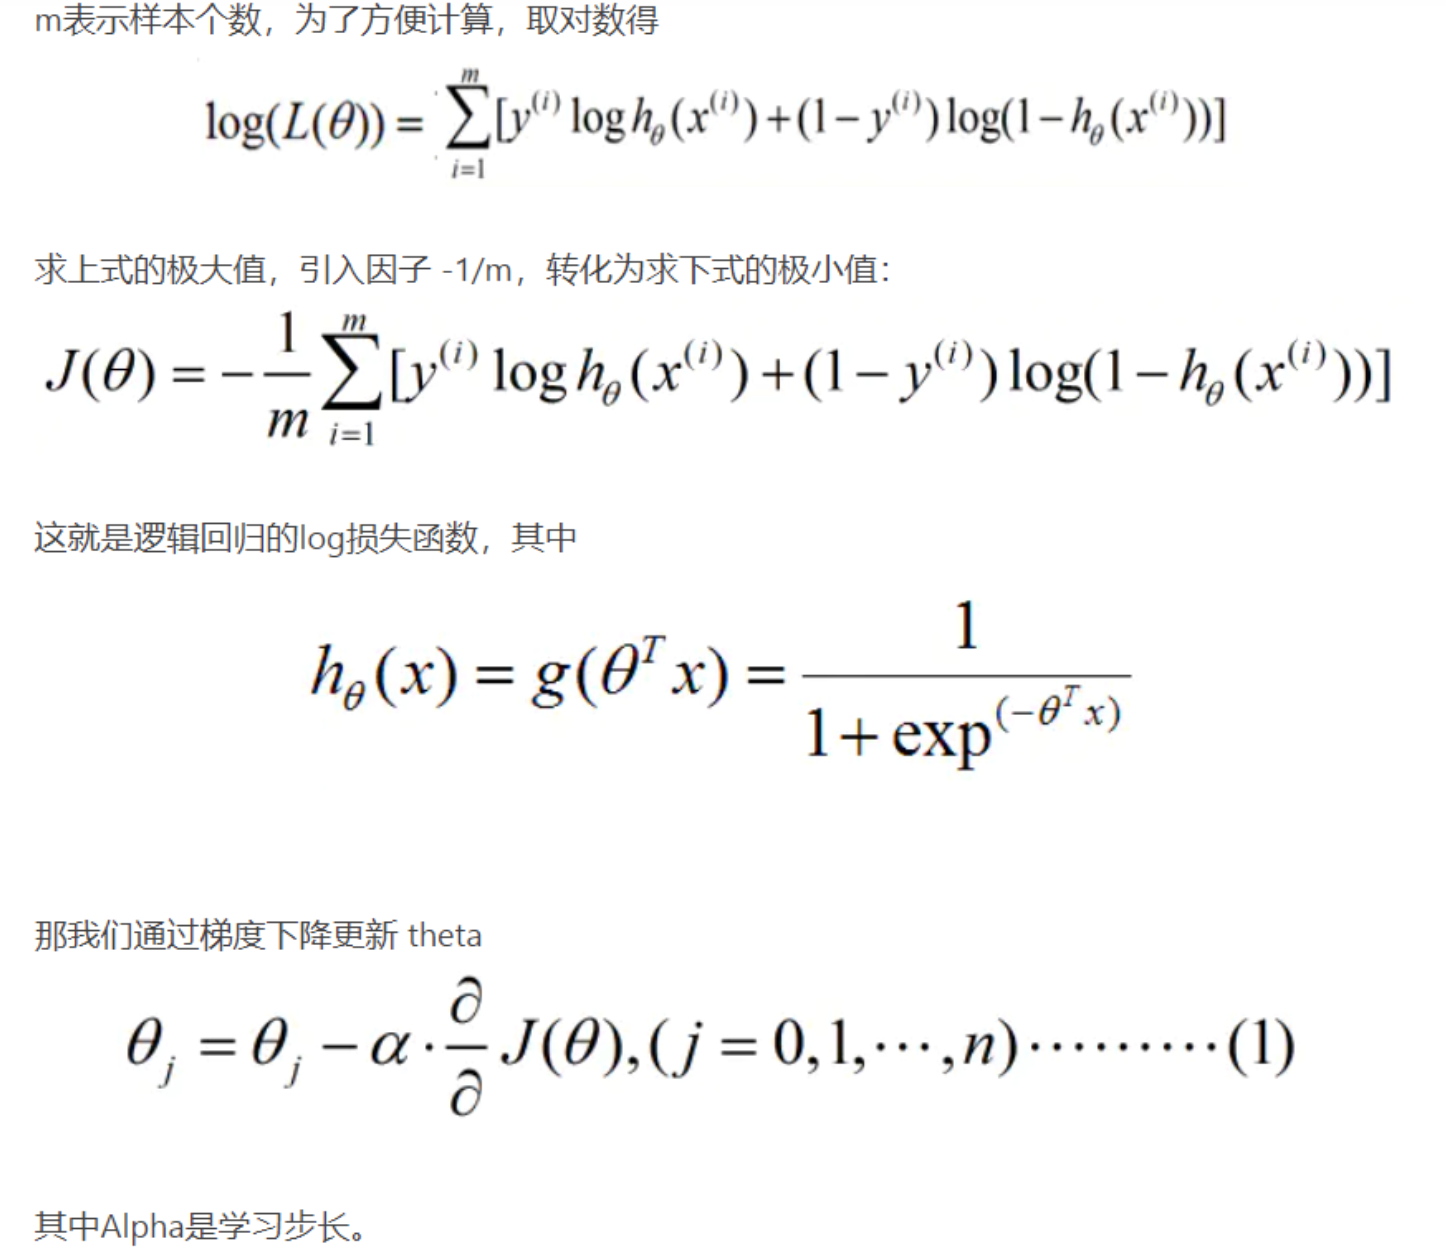 m表示样本个数，为了方便计算，取对数得
log(L(θ)) = ∑_{i=1}^{m}[y^{(i)} log h_θ(x^{(i)}) + (1 − y^{(i)}) log(1 − h_θ(x^{(i)}))]
求上式的极大值，引入因子 -1/m，转化为求下式的极小值：
J(θ) = −\frac{1}{m}∑_{i=1}^{m}[y^{(i)} log h_θ(x^{(i)}) + (1 − y^{(i)}) log(1 − h_θ(x^{(i)}))]
这就是逻辑回归的log损失函数，其中
h_θ(x) = g(θ^T x) = \frac{1}{1 + exp^{(−θ^T x)}}
那我们通过梯度下降更新 theta
θ_j = θ_j − α · \frac{∂}{∂} J(θ), (j = 0,1,⋯,n)⋯⋯⋯(1)
其中Alpha是学习步长。